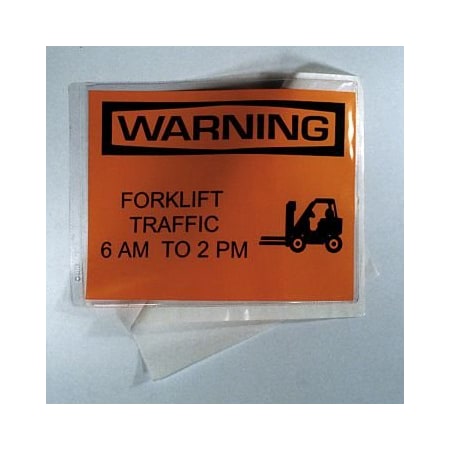 WARNING
FORKLIFT
TRAFFIC
6 AM TO 2 PM